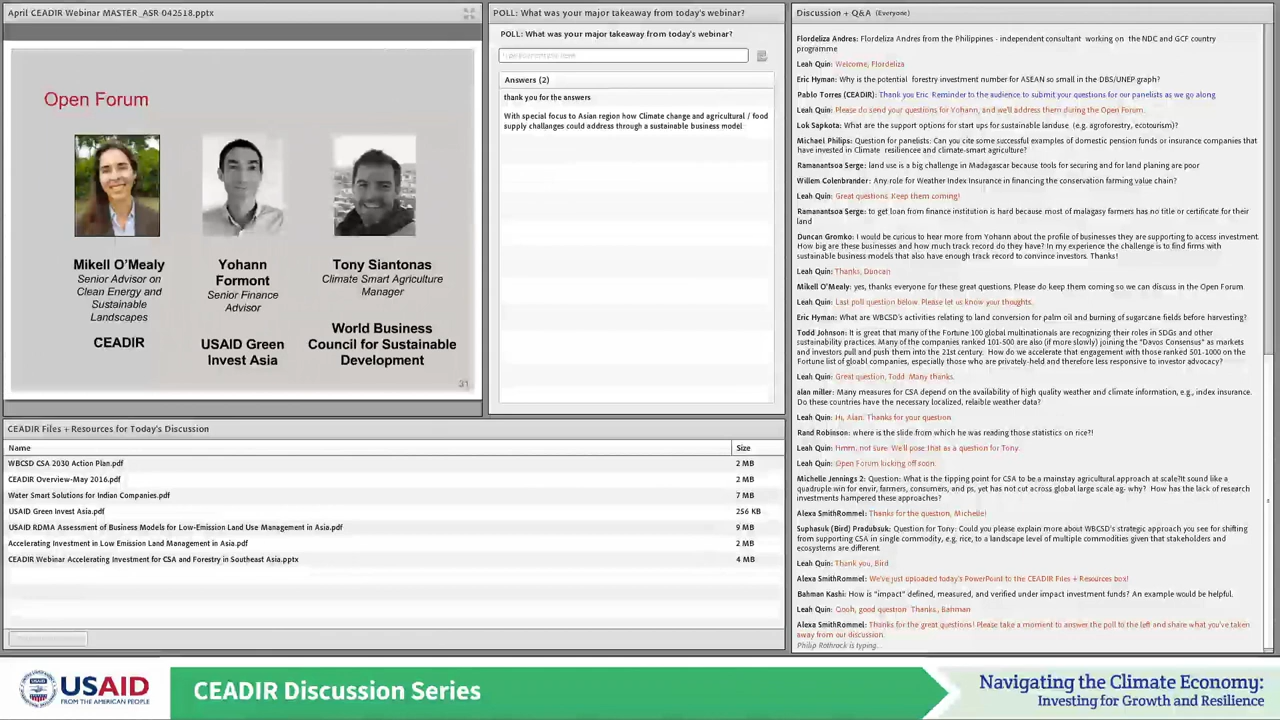 April CEADIR Webinar MASTER_ASR-042518.pptx
Open Forum
Mikell O'Mealy
Senior Advisor on
Clean Energy and
Sustainable
Landscapes
CEADIR
Yohann
Formont
Senior Finance
Advisor
USAID Green
Invest Asia
Tony Siantonas
Climate Smart Agriculture
Manager
World Business
Council for Sustainable
Development
31
POLL: What was your major takeaway from today's webinar?
POLL: What was your major takeaway from today's webinar?
Answers (2)
thank you for the answers
With special focus to Asian region how Climate change and agricultural / food
supply challenges could address through a sustainable business model
CEADIR Files + Resources for Today's Discussion
Name Size
WBCSD CSA 2030 Action Plan.pdf 2 MB
CEADIR Overview-May 2016.pdf 2 MB
Water Smart Solutions for Indian Companies.pdf 7 MB
USAID Green Invest Asia.pdf 256 KB
USAID RDMA Assessment of Business Models for Low-Emission Land Use Management in Asia.pdf 9 MB
Accelerating Investment in Low Emission Land Management in Asia.pdf 2 MB
CEADIR Webinar Accelerating Investment for CSA and Forestry in Southeast Asia.pptx 4 MB
Discussion + Q&A (Everyone)
Flordeliza Andres: Flordeliza Andres from the Philippines - independent consultant working on the NDC and GCF country
programme
Leah Quin: Welcome, Flordeliza
Eric Hyman: Why is the potential forestry investment number for ASEAN so small in the DBS/UNEP graph?
Pablo Torres (CEADIR): Thank you Eric. Reminder to the audience to submit your questions for our panelists as we go along
Leah Quin: Please do send your questions for Yohann, and we'll address them during the Open Forum.
Lok Sapkota: What are the support options for start ups for sustainable landuse (e.g. agroforestry, ecotourism)?
Michael Philips: Question for panelists: Can you cite some successful examples of domestic pension funds or insurance companies that
have invested in Climate resilience and climate-smart agriculture?
Ramanantsoa Serge: land use is a big challenge in Madagascar because tools for securing and for land planing are poor
Willem Colenbrander: Any role for Weather Index Insurance in financing the conservation farming value chain?
Leah Quin: Great questions. Keep them coming!
Ramanantsoa Serge: to get loan from finance institution is hard because most of malagasy farmers has no title or certificate for their
land
Duncan Gromko: I would be curious to hear more from Yohann about the profile of businesses they are supporting to access investment.
How big are these businesses and how much track record do they have? In my experience the challenge is to find firms with
sustainable business models that also have enough track record to convince investors. Thanks!
Leah Quin: Thanks, Duncan
Mikell O'Mealy: yes, thanks everyone for these great questions. Please do keep them coming so we can discuss in the Open Forum.
Leah Quin: Last poll question below. Please let us know your thoughts.
Eric Hyman: What are WBCSD's activities relating to land conversion for palm oil and burning of sugarcane fields before harvesting?
Todd Johnson: It is great that many of the Fortune 100 global multinationals are recognizing their roles in SDGs and other
sustainability practices. Many of the companies ranked 101-500 are also (if more slowly) joining the "Davos Consensus" as markets
and investors pull and push them into the 21st century. How do we accelerate that engagement with those ranked 501-1000 on the
Fortune list of gloabl companies, especially those who are privately-held and therefore less responsive to investor advocacy?
Leah Quin: Great question, Todd. Many thanks.
alan miller: Many measures for CSA depend on the availability of high quality weather and climate information, e.g., index insurance.
Do these countries have the necessary localized, relaible weather data?
Leah Quin: Hi, Alan. Thanks for your question
Rand Robinson: where is the slide from which he was reading those statistics on rice?!
Leah Quin: Hmm, not sure. We'll pose that as a question for Tony.
Leah Quin: Open Forum kicking off soon.
Michelle Jennings 2: Question: What is the tipping point for CSA to be a mainstay agricultural approach at scale?It sound like a
quadruple win for envir, farmers, consumers, and ps, yet has not cut across global large scale ag- why? How has the lack of research
investments hampered these approaches?
Alexa SmithRommel: Thanks for the question, Michelle!
Suphasuk (Bird) Pradubsuk: Question for Tony: Could you please explain more about WBCSD's strategic approach you see for shifting
from supporting CSA in single commodity, e.g. rice, to a landscape level of multiple commodities given that stakeholders and
ecosystems are different.
Leah Quin: Thank you, Bird
Alexa SmithRommel: We've just uploaded today's PowerPoint to the CEADIR Files + Resources box!
Bahman Kashi: How is "impact" defined, measured, and verified under impact investment funds? An example would be helpful.
Leah Quin: Oooh, good question. Thanks, Bahman
Alexa SmithRommel: Thanks for the great questions! Please take a moment to answer the poll to the left and share what you've taken
away from our discussion.
Philip Rothrock is typing...
USAID
FROM THE AMERICAN PEOPLE
CEADIR Discussion Series
Navigating the Climate Economy:
Investing for Growth and Resilience